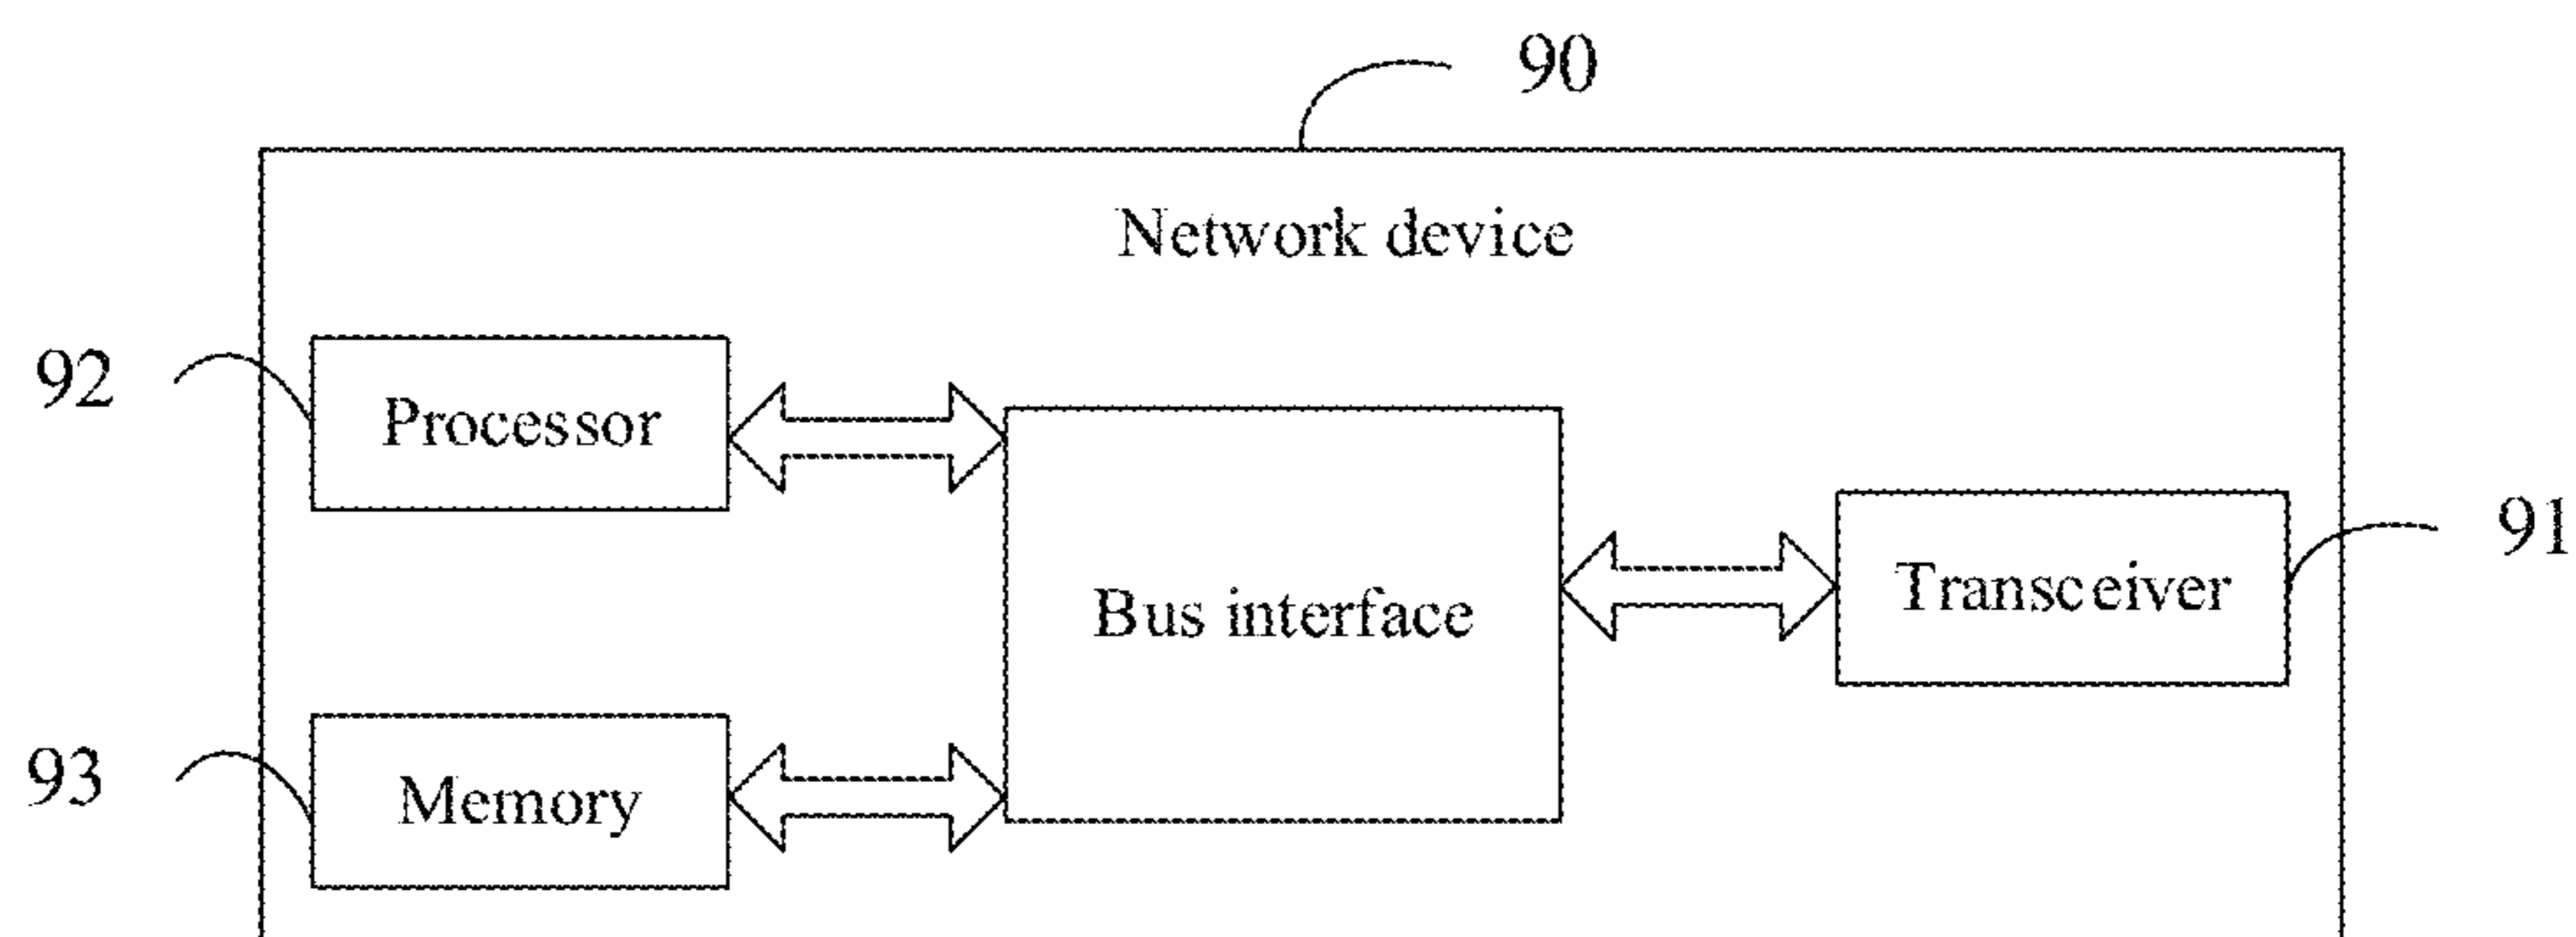 90
Network device
92
Processor
Bus interface
Transceiver
91
93
Memory